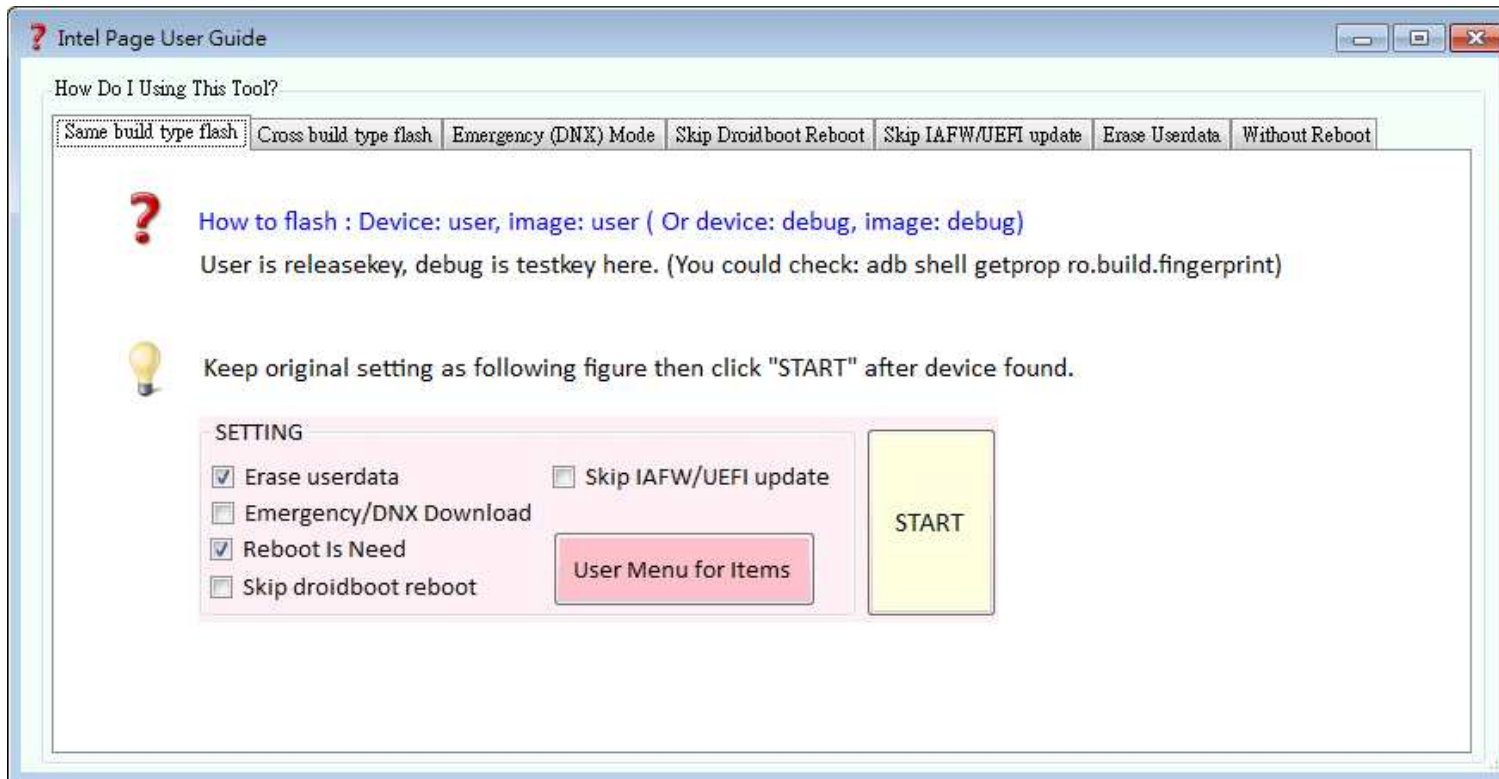 Intel Page User Guide
How Do I Using This Tool?
Same build type flash Cross build type flash Emergency (DNX) Mode Skip Droidboot Reboot Skip IAFW/UEFI update Erase Userdata Without Reboot
How to flash : Device: user, image: user ( Or device: debug, image: debug)
User is releasekey, debug is testkey here. (You could check: adb shell getprop ro.build.fingerprint)
Keep original setting as following figure then click "START" after device found.
SETTING
Erase userdata
Skip IAFW/UEFI update
Emergency/DNX Download
Reboot Is Need
Skip droidboot reboot
User Menu for Items
START